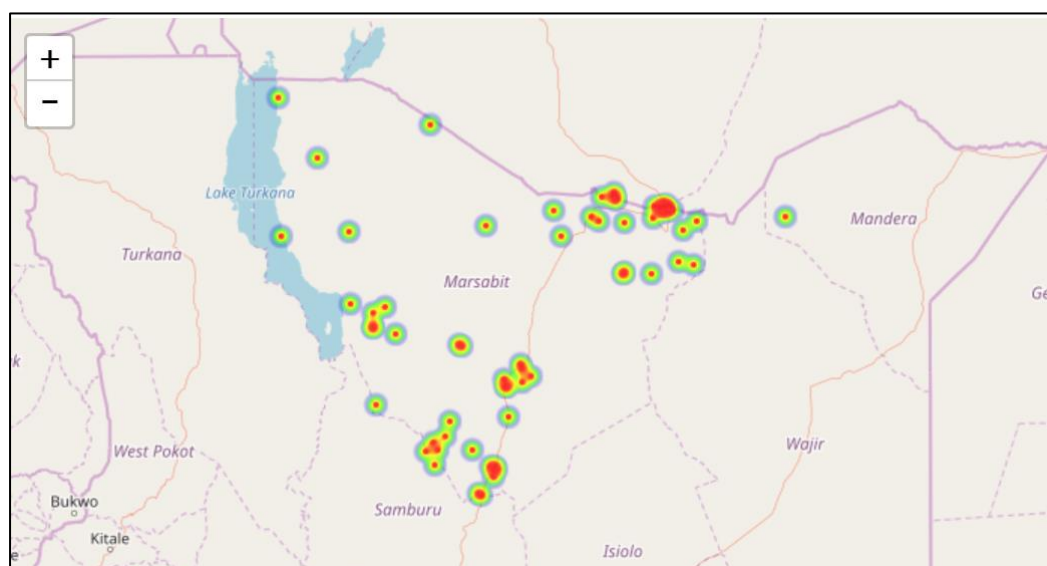 +
−
Lake Turkana
Mandera
Turkana
Marsabit
Ge
k
West Pokot
Wajir
Bukwo
Samburu
Kitale
Isiolo
e